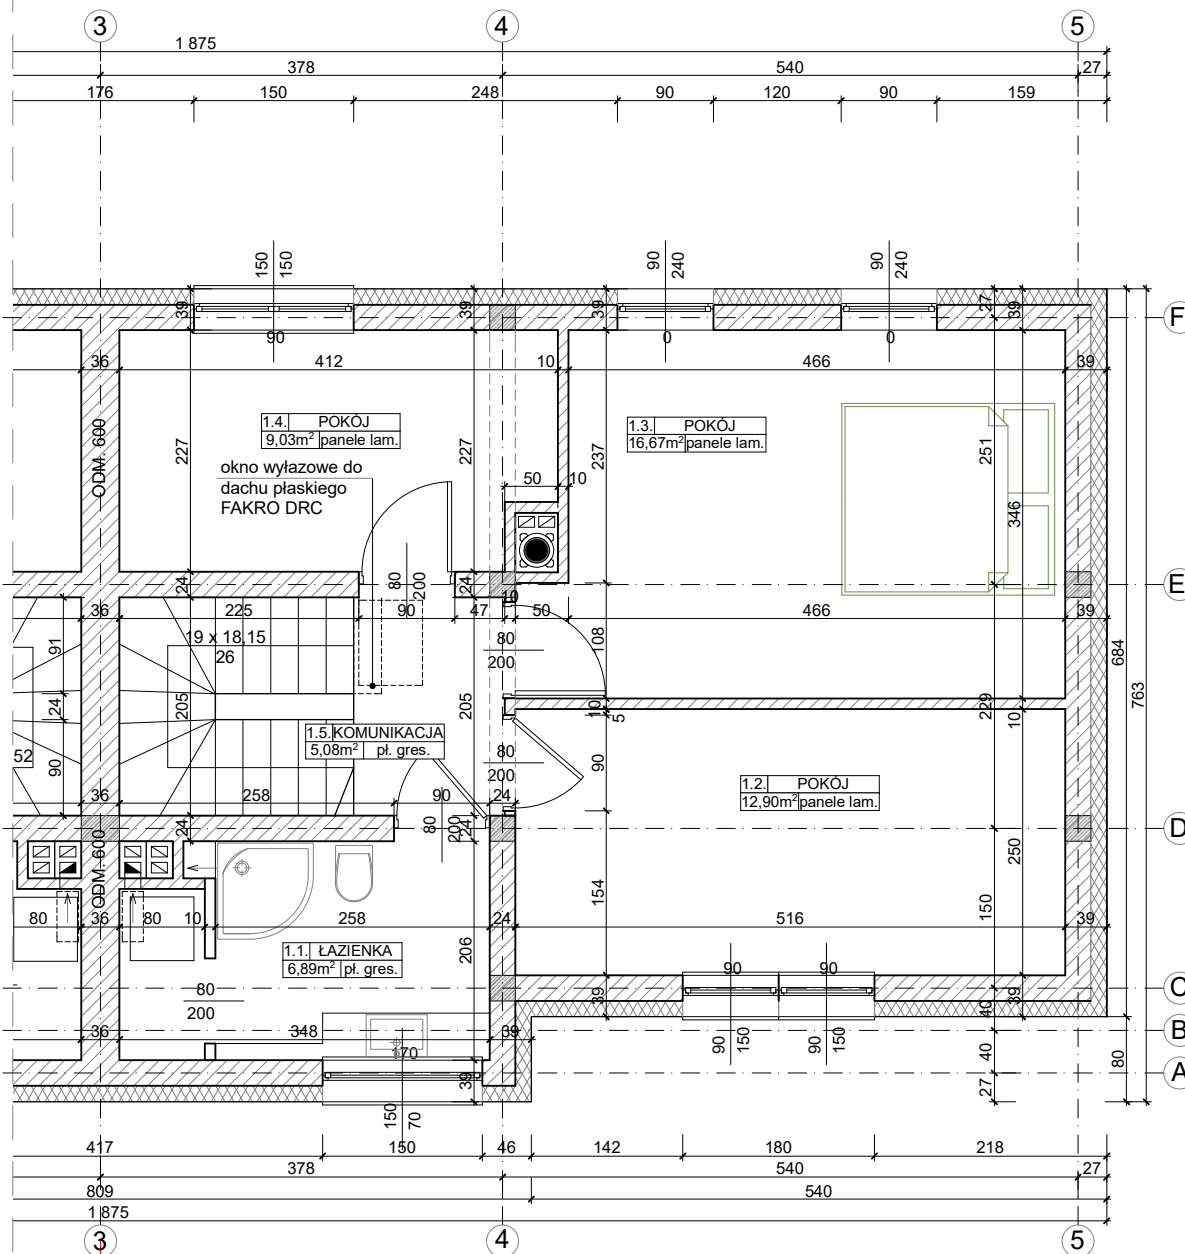 3 4 5
1 875
378 540 27
176 150 248 90 120 90 159
150 150 90 240 90 240
39 39 39 27 39
F
90 0 0
36 412 10 466 39
1.4. POKÓJ
9,03m² panele lam.
1.3. POKÓJ
16,67m² panele lam.
ODM. 600
227 227 237 251
okno wyłazowe do
dachu płaskiego
FAKRO DRC
50 10
346
24 80 200 24
E
10
36 225 90 47 50 466 39
91 19 x 18,15
26
80
200
108
684
763
24 205 205 10 229
5 10
1.5. KOMUNIKACJA
5,08m² pł. gres.
52 90
80
200
90
1.2. POKÓJ
12,90m² panele lam.
36 258 90 24
24 80 200 24
D
250
ODM. 600
154 150
80 36 80 10 258 24 516 39
206
1.1. ŁAZIENKA
6,89m² pł. gres.
90 90
80
200
C
39 40 39
36 348 39
B
170
90 150 90 150
40 80
39
A
27
150 70
417 150 46 142 180 218
378 540 27
809 540
1 875
3 4 5